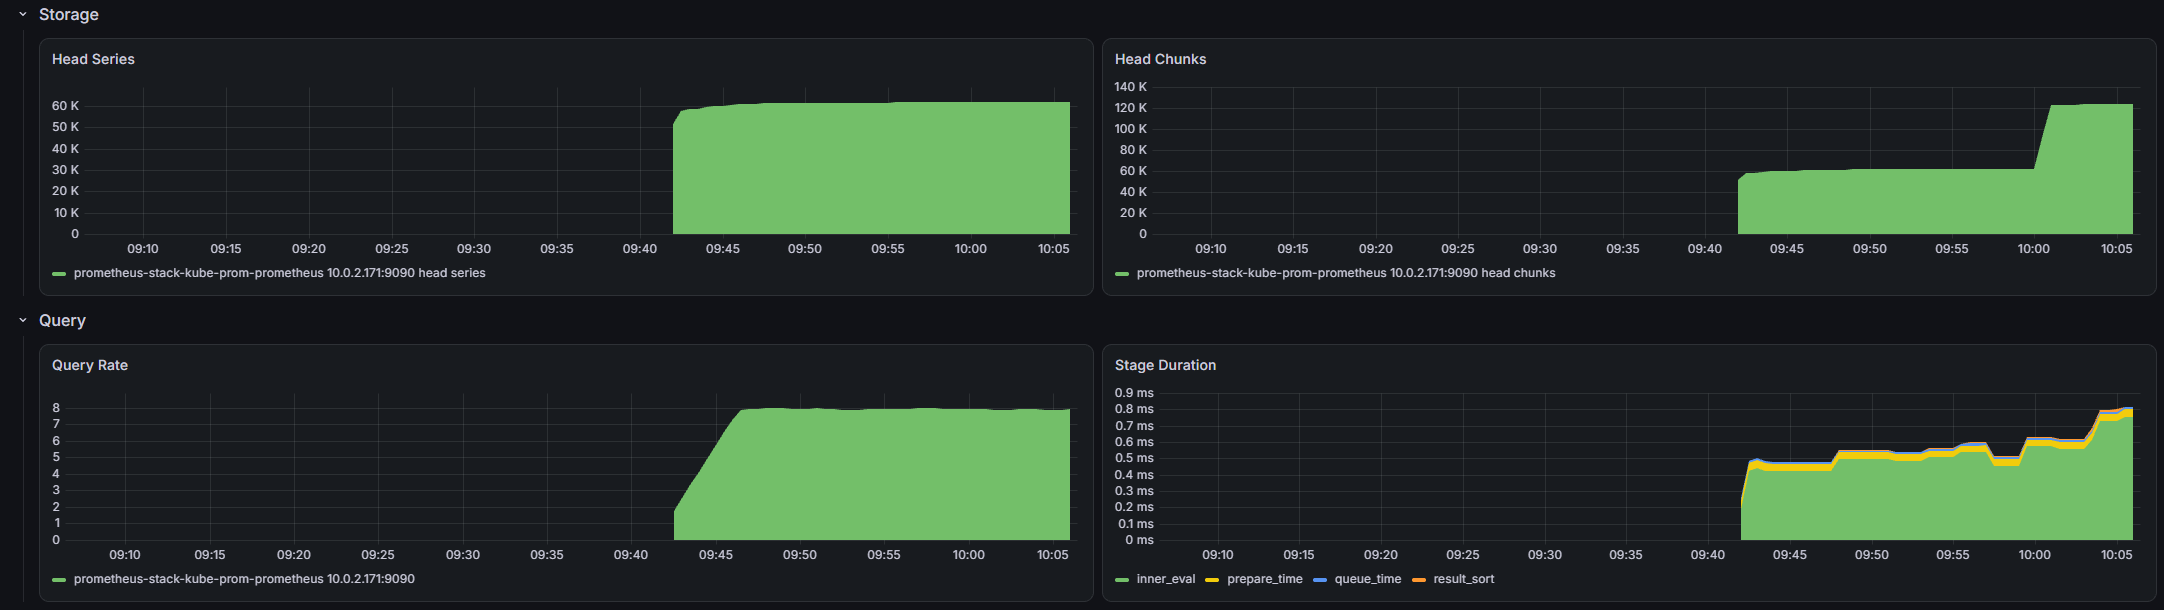 Storage
Head Series
60 K
50 K
40 K
30 K
20 K
10 K
0
09:10 09:15 09:20 09:25 09:30 09:35 09:40 09:45 09:50 09:55 10:00 10:05
prometheus-stack-kube-prom-prometheus 10.0.2.171:9090 head series
Head Chunks
140 K
120 K
100 K
80 K
60 K
40 K
20 K
0
09:10 09:15 09:20 09:25 09:30 09:35 09:40 09:45 09:50 09:55 10:00 10:05
prometheus-stack-kube-prom-prometheus 10.0.2.171:9090 head chunks
Query
Query Rate
8
7
6
5
4
3
2
1
0
09:10 09:15 09:20 09:25 09:30 09:35 09:40 09:45 09:50 09:55 10:00 10:05
prometheus-stack-kube-prom-prometheus 10.0.2.171:9090
Stage Duration
0.9 ms
0.8 ms
0.7 ms
0.6 ms
0.5 ms
0.4 ms
0.3 ms
0.2 ms
0.1 ms
0 ms
09:10 09:15 09:20 09:25 09:30 09:35 09:40 09:45 09:50 09:55 10:00 10:05
inner_eval prepare_time queue_time result_sort